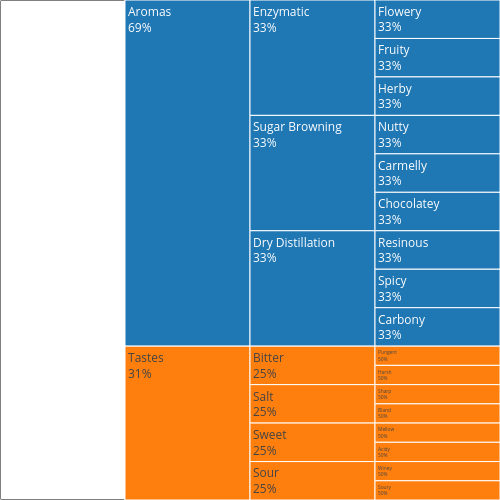 Aromas
69%
Enzymatic
33%
Flowery
33%
Fruity
33%
Herby
33%
Sugar Browning
33%
Nutty
33%
Carmelly
33%
Chocolatey
33%
Dry Distillation
33%
Resinous
33%
Spicy
33%
Carbony
33%
Tastes
31%
Bitter
25%
Pungent
50%
Harsh
50%
Salt
25%
Sharp
50%
Bland
50%
Sweet
25%
Mellow
50%
Acidy
50%
Sour
25%
Winey
50%
Soury
50%